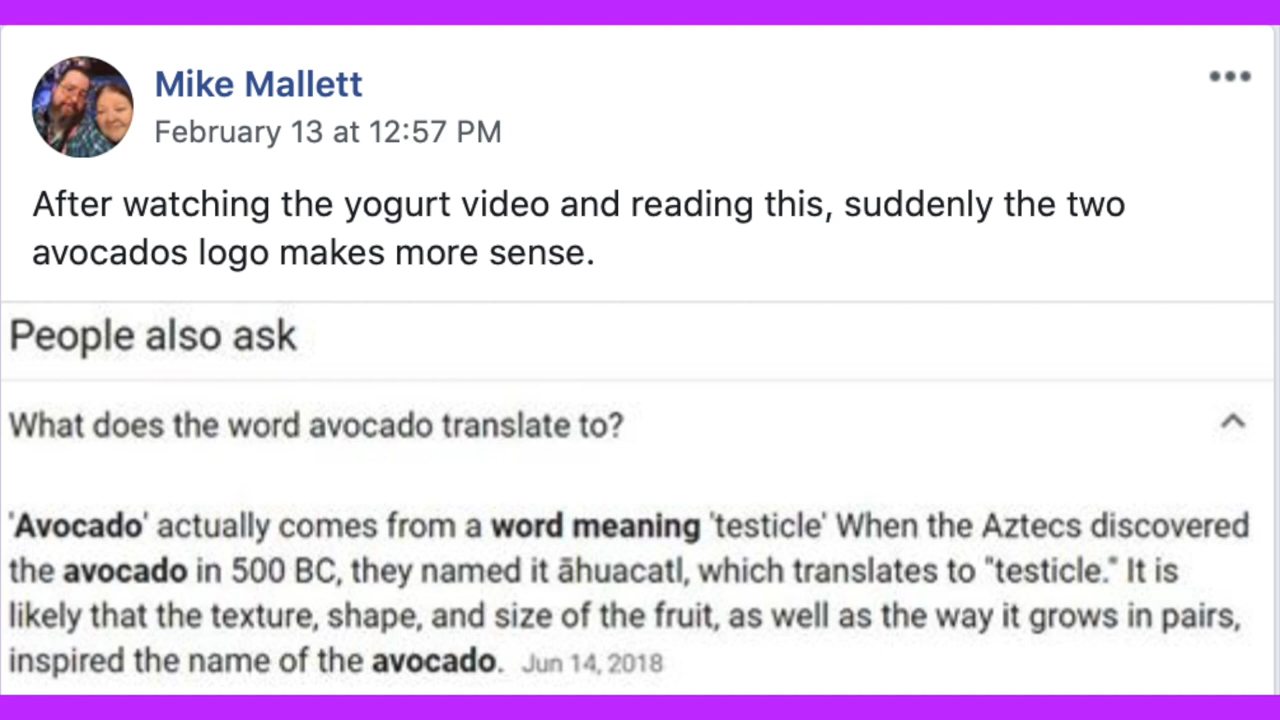 Mike Mallett
February 13 at 12:57 PM
After watching the yogurt video and reading this, suddenly the two
avocados logo makes more sense.
People also ask
What does the word avocado translate to?
'Avocado' actually comes from a word meaning 'testicle' When the Aztecs discovered
the avocado in 500 BC, they named it āhuacatl, which translates to "testicle." It is
likely that the texture, shape, and size of the fruit, as well as the way it grows in pairs,
inspired the name of the avocado. Jun 14, 2018